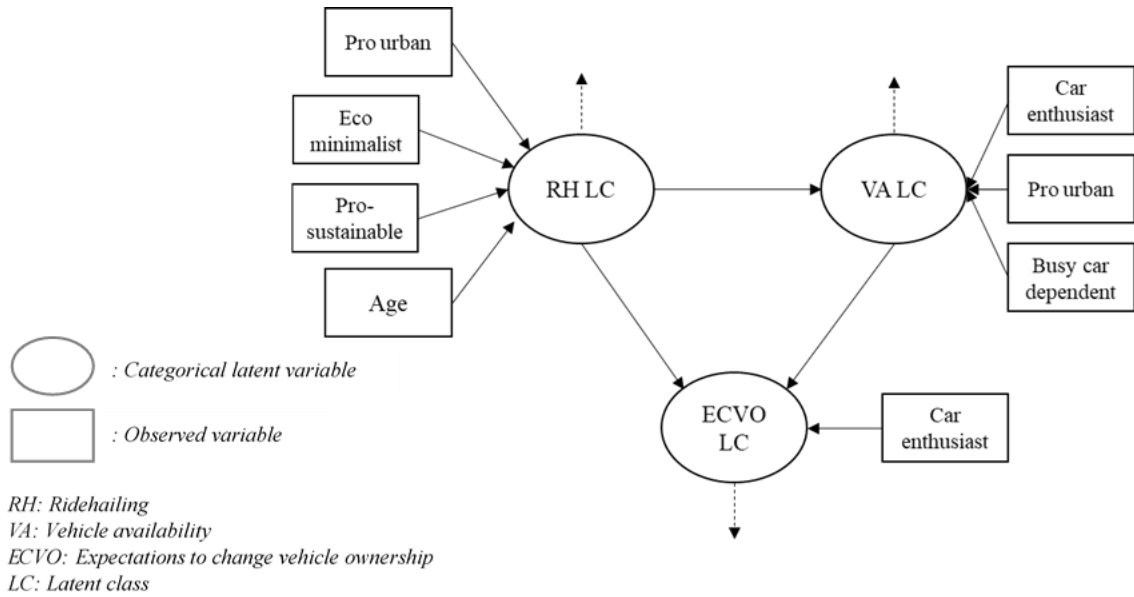 Pro urban
Eco
minimalist
Pro-
sustainable
Age
RH LC
VA LC
Car
enthusiast
Pro urban
Busy car
dependent
ECVO
LC
Car
enthusiast
: Categorical latent variable
: Observed variable
RH: Ridehailing
VA: Vehicle availability
ECVO: Expectations to change vehicle ownership
LC: Latent class